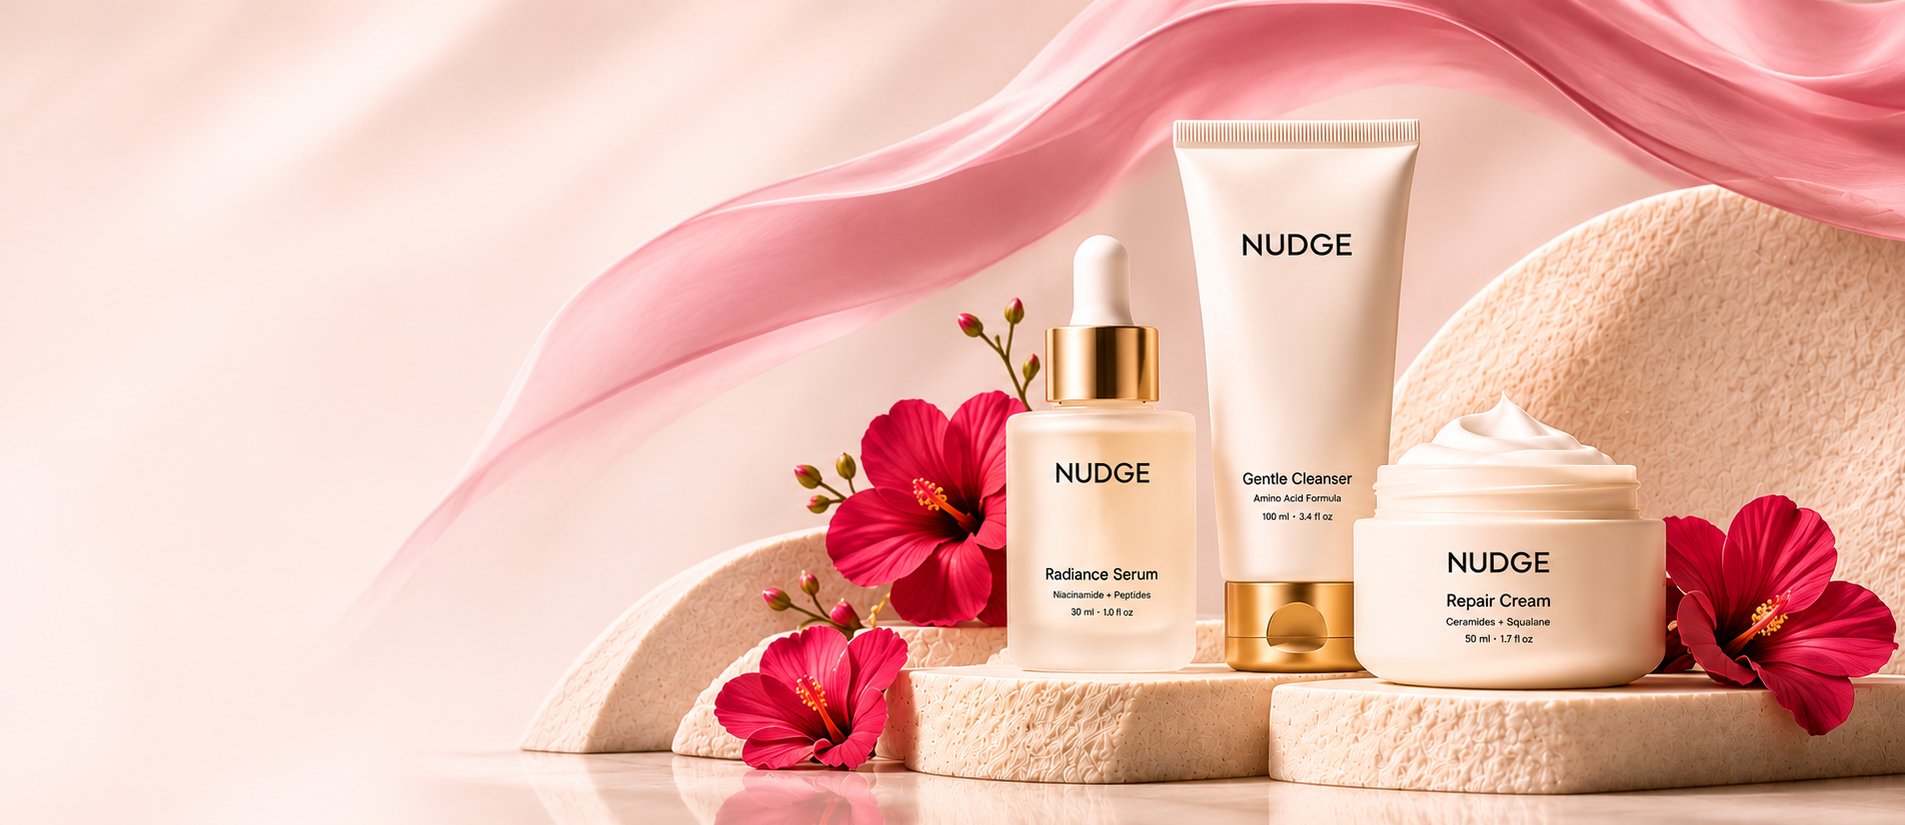 NUDGE
Radiance Serum
Niacinamide + Peptides
30 ml • 1.0 fl oz
NUDGE
Gentle Cleanser
Amino Acid Formula
100 ml • 3.4 fl oz
NUDGE
Repair Cream
Ceramides + Squalane
50 ml • 1.7 fl oz